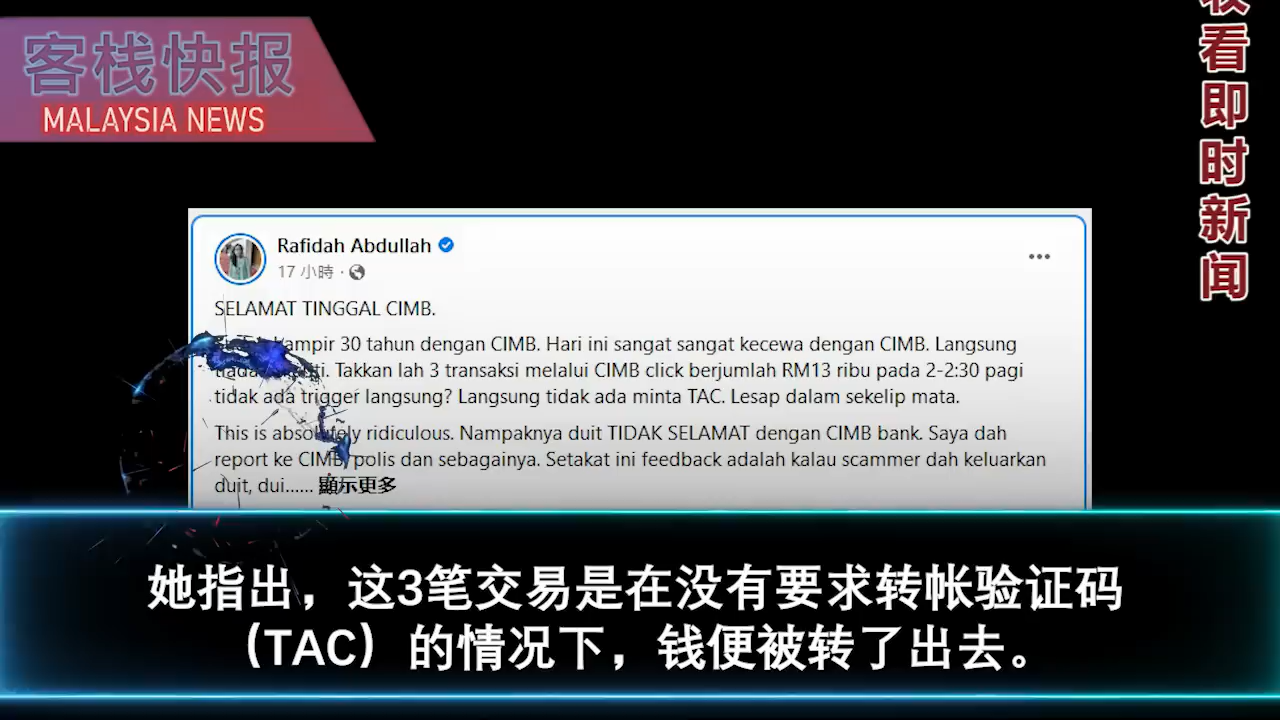 客栈快报
MALAYSIA NEWS
看即时新闻
Rafidah Abdullah
17 小時 ·
SELAMAT TINGGAL CIMB.
30 tahun dengan CIMB. Hari ini sangat sangat kecewa dengan CIMB. Langsung
Takkan lah 3 transaksi melalui CIMB click berjumlah RM13 ribu pada 2-2:30 pagi
tidak ada trigger langsung? Langsung tidak ada minta TAC. Lesap dalam sekelip mata.
This is absolutely ridiculous. Nampaknya duit TIDAK SELAMAT dengan CIMB bank. Saya dah
report ke CIMB, polis dan sebagainya. Setakat ini feedback adalah kalau scammer dah keluarkan
duit, dui...... 顯示更多
她指出，这3笔交易是在没有要求转帐验证码
（TAC）的情况下，钱便被转了出去。